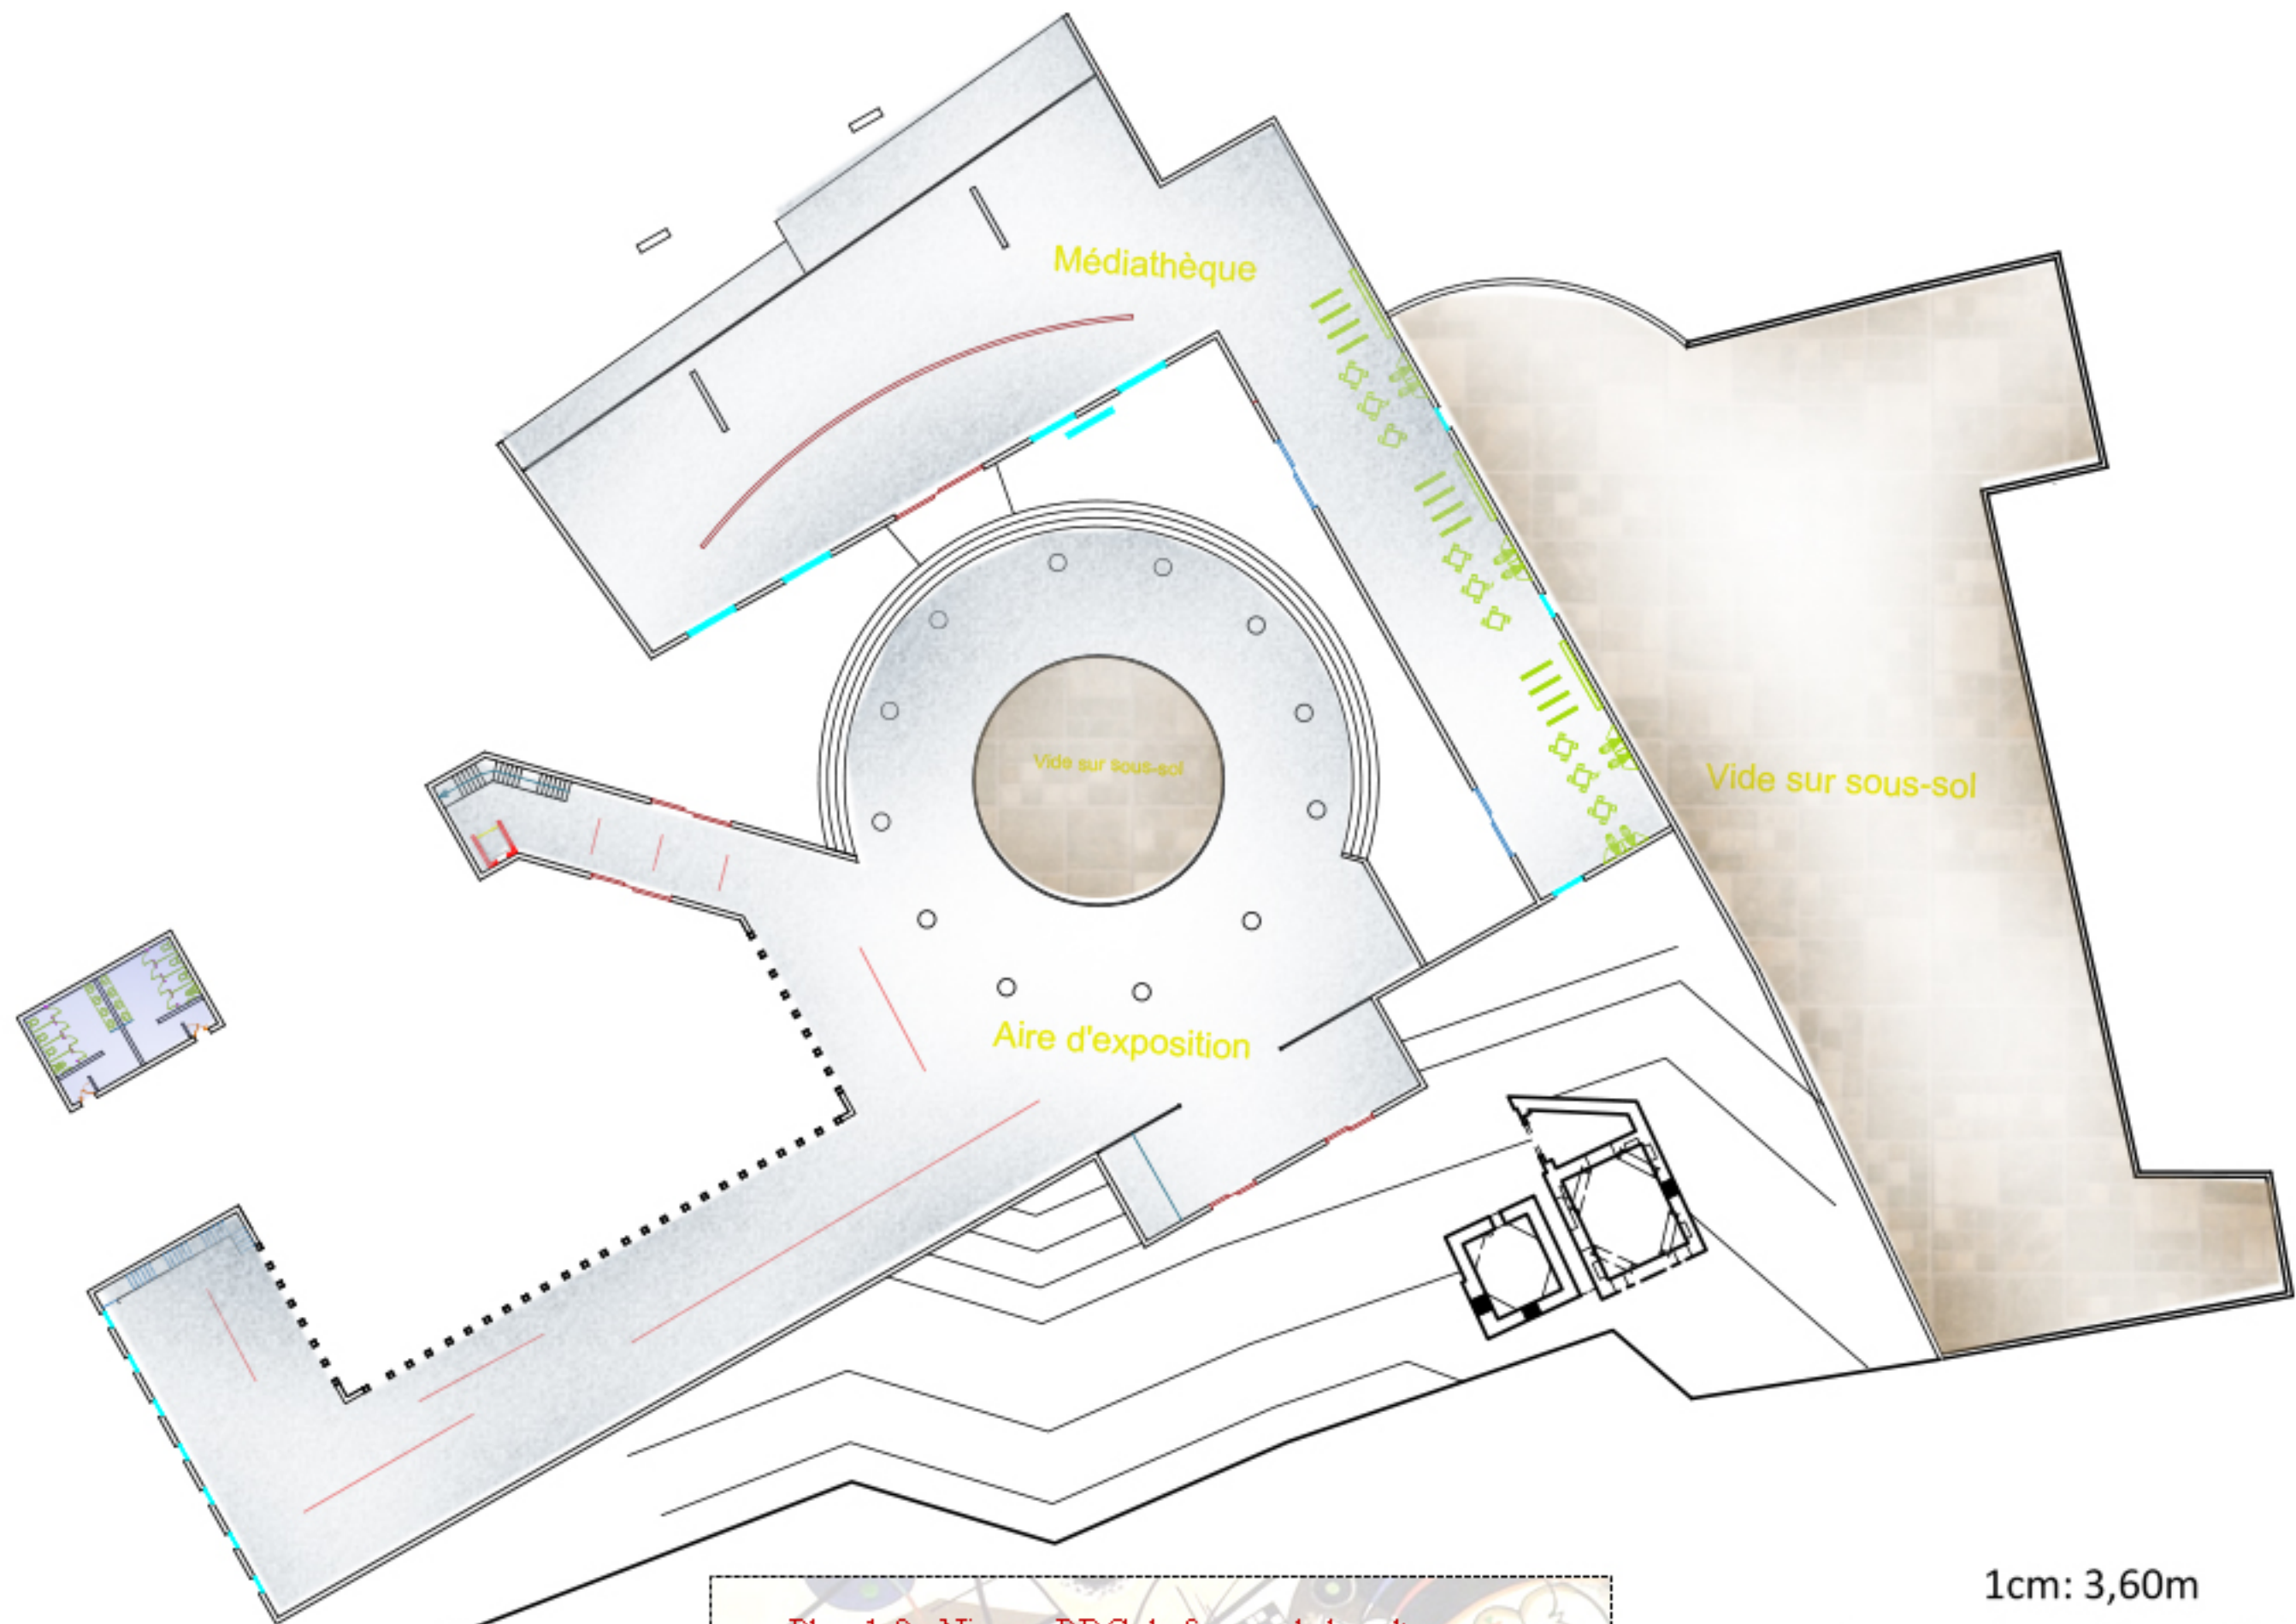 Médiathèque
Vide sur sous-sol
Vide sur sous-sol
Aire d'exposition
1cm: 3,60m